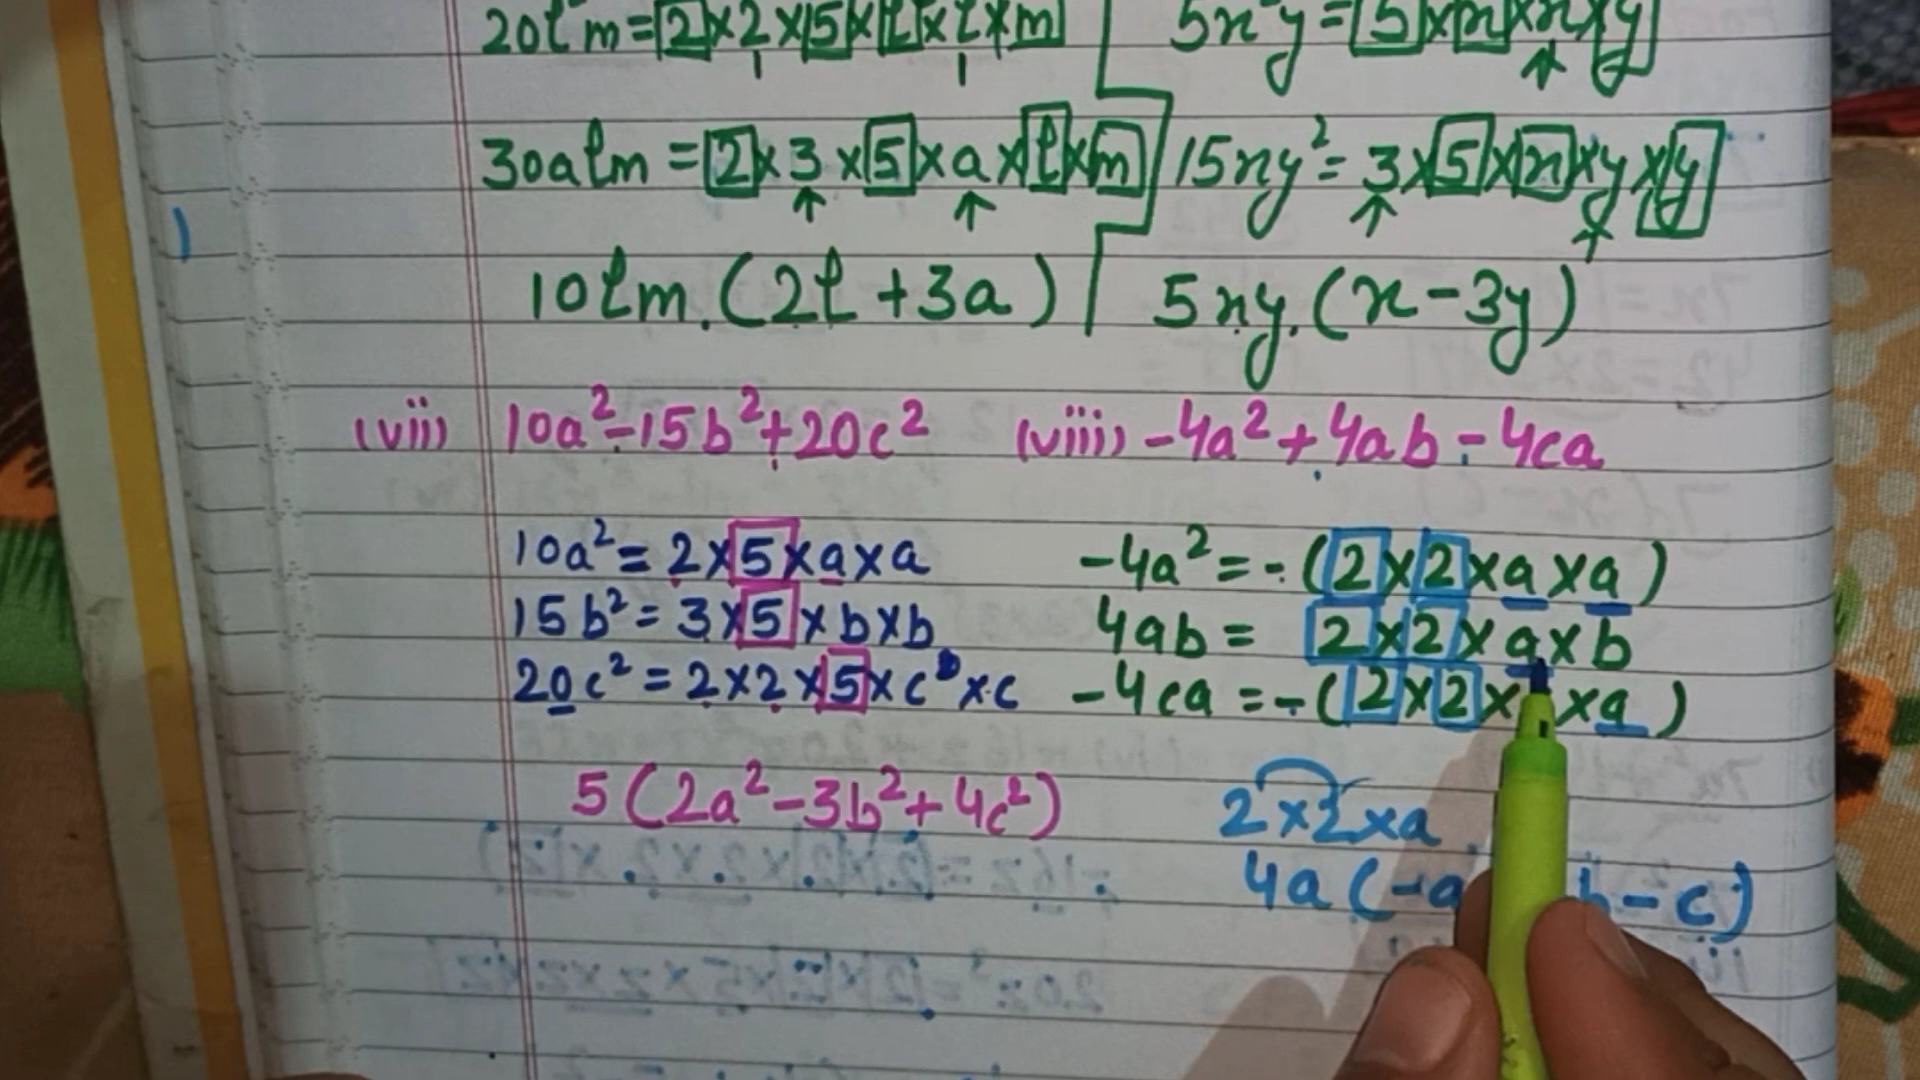 20l²m = 2 × 2 × 5 × l × l × m
5x²y = 5 × x × x × y
30alm = 2 × 3 × 5 × a × l × m
15xy² = 3 × 5 × x × y × y
10lm.(2l + 3a)
5xy.(x - 3y)
(vii) 10a² - 15b² + 20c²
(viii) -4a² + 4ab - 4ca
10a² = 2 × 5 × a × a
15b² = 3 × 5 × b × b
20c² = 2 × 2 × 5 × c × c
5(2a² - 3b² + 4c²)
-4a² = -(2 × 2 × a × a)
4ab = 2 × 2 × a × b
-4ca = -(2 × 2 × × a)
2 × 2 × a
4a(-a b - c)